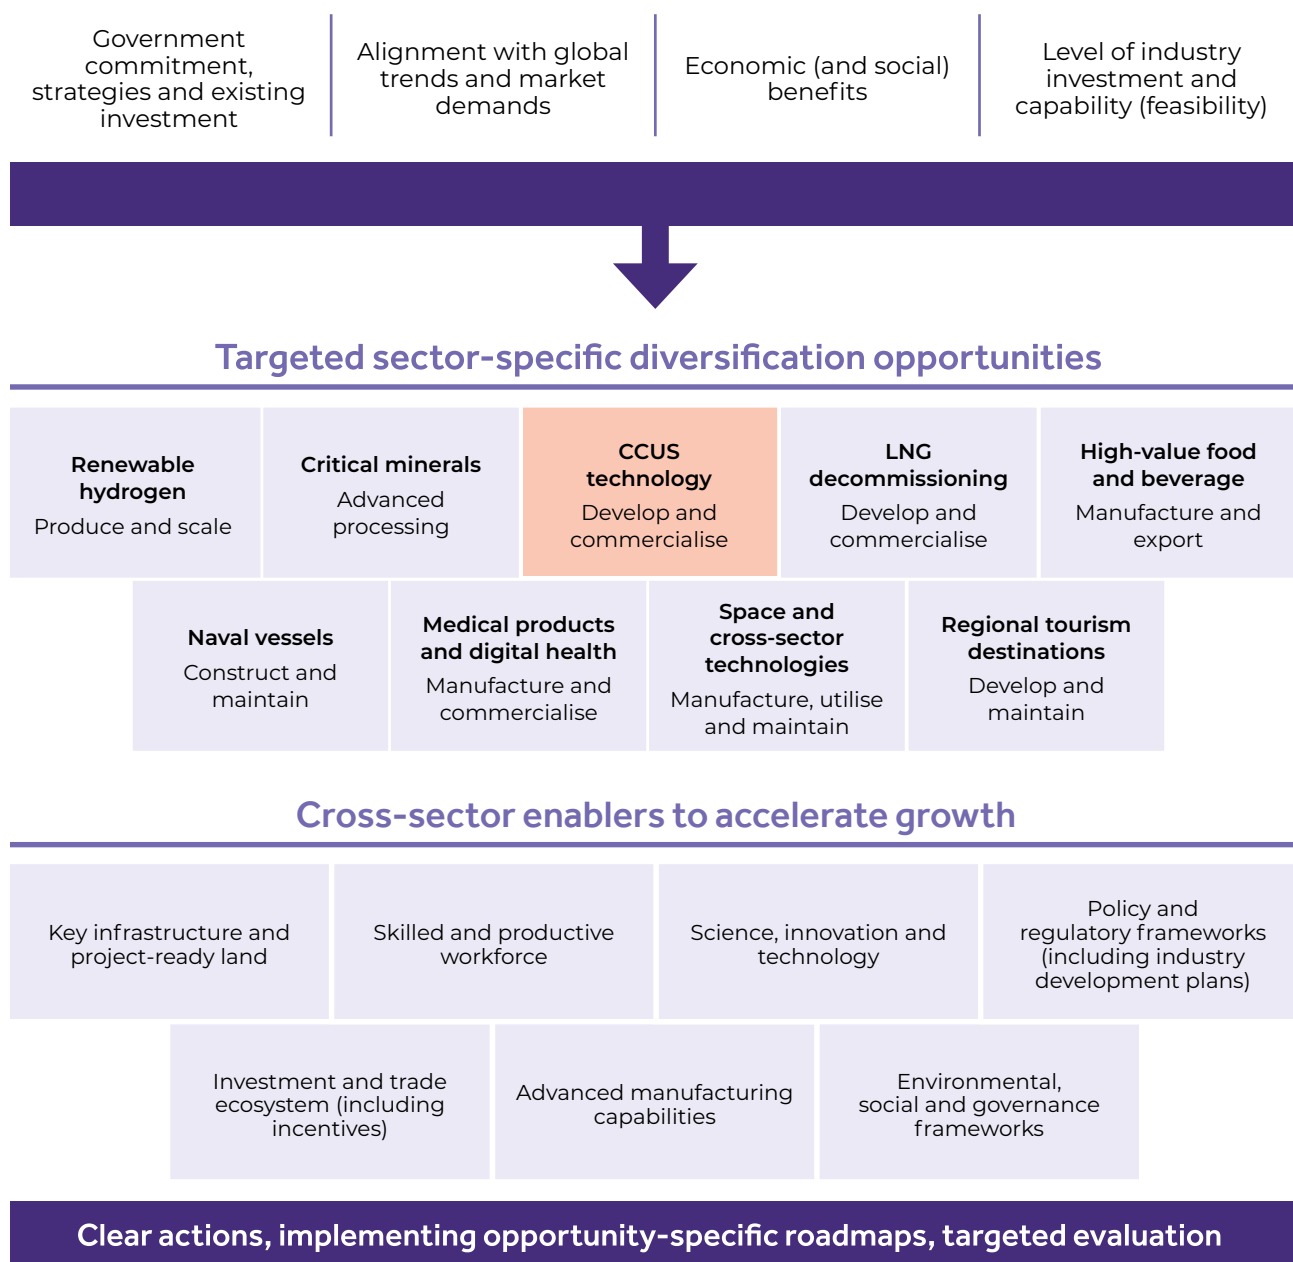 Government
commitment,
strategies and existing
investment
Alignment with global
trends and market
demands
Economic (and social)
benefits
Level of industry
investment and
capability (feasibility)
Targeted sector-specific diversification opportunities
Renewable
hydrogen
Produce and scale
Critical minerals
Advanced
processing
CCUS
technology
Develop and
commercialise
LNG
decommissioning
Develop and
commercialise
High-value food
and beverage
Manufacture and
export
Naval vessels
Construct and
maintain
Medical products
and digital health
Manufacture and
commercialise
Space and
cross-sector
technologies
Manufacture, utilise
and maintain
Regional tourism
destinations
Develop and
maintain
Cross-sector enablers to accelerate growth
Key infrastructure and
project-ready land
Skilled and productive
workforce
Science, innovation and
technology
Policy and
regulatory frameworks
(including industry
development plans)
Investment and trade
ecosystem (including
incentives)
Advanced manufacturing
capabilities
Environmental,
social and governance
frameworks
Clear actions, implementing opportunity-specific roadmaps, targeted evaluation